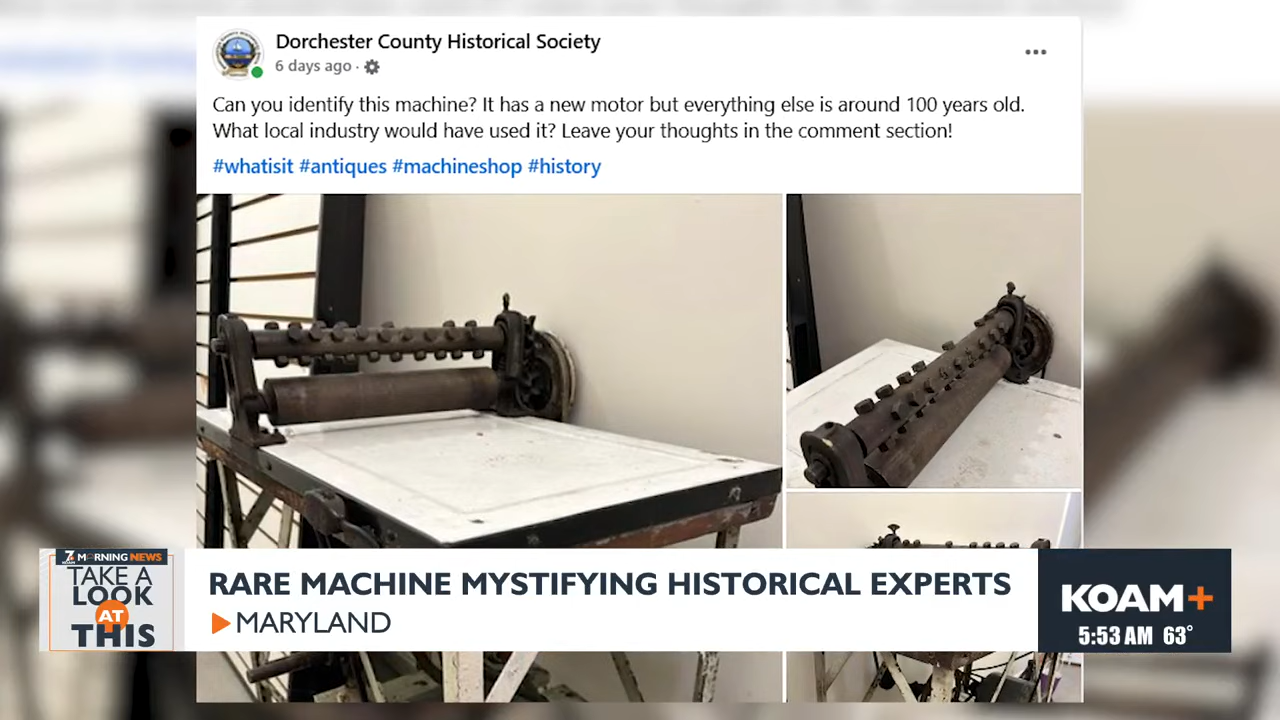 Dorchester County Historical Society
6 days ago ·
Can you identify this machine? It has a new motor but everything else is around 100 years old.
What local industry would have used it? Leave your thoughts in the comment section!
#whatisit #antiques #machineshop #history
7 MORNING NEWS
TAKE A
LOOK
AT
THIS
RARE MACHINE MYSTIFYING HISTORICAL EXPERTS
MARYLAND
KOAM+
5:53 AM 63°